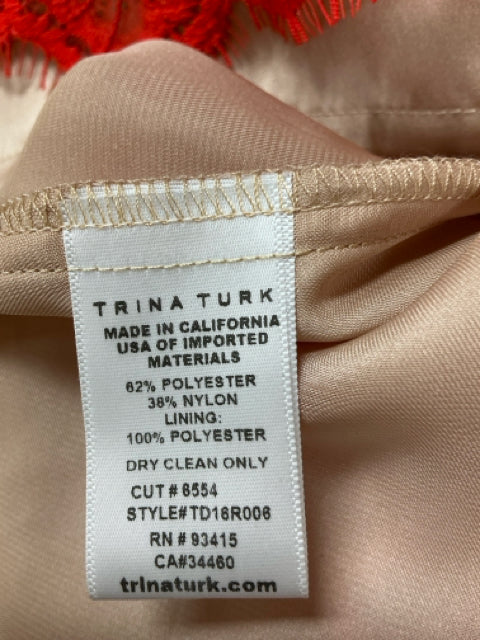 TRINA TURK
MADE IN CALIFORNIA
USA OF IMPORTED
MATERIALS
62% POLYESTER
38% NYLON
LINING:
100% POLYESTER
DRY CLEAN ONLY
CUT # 6554
STYLE#TD16R006
RN # 93415
CA#34460
trinaturk.com